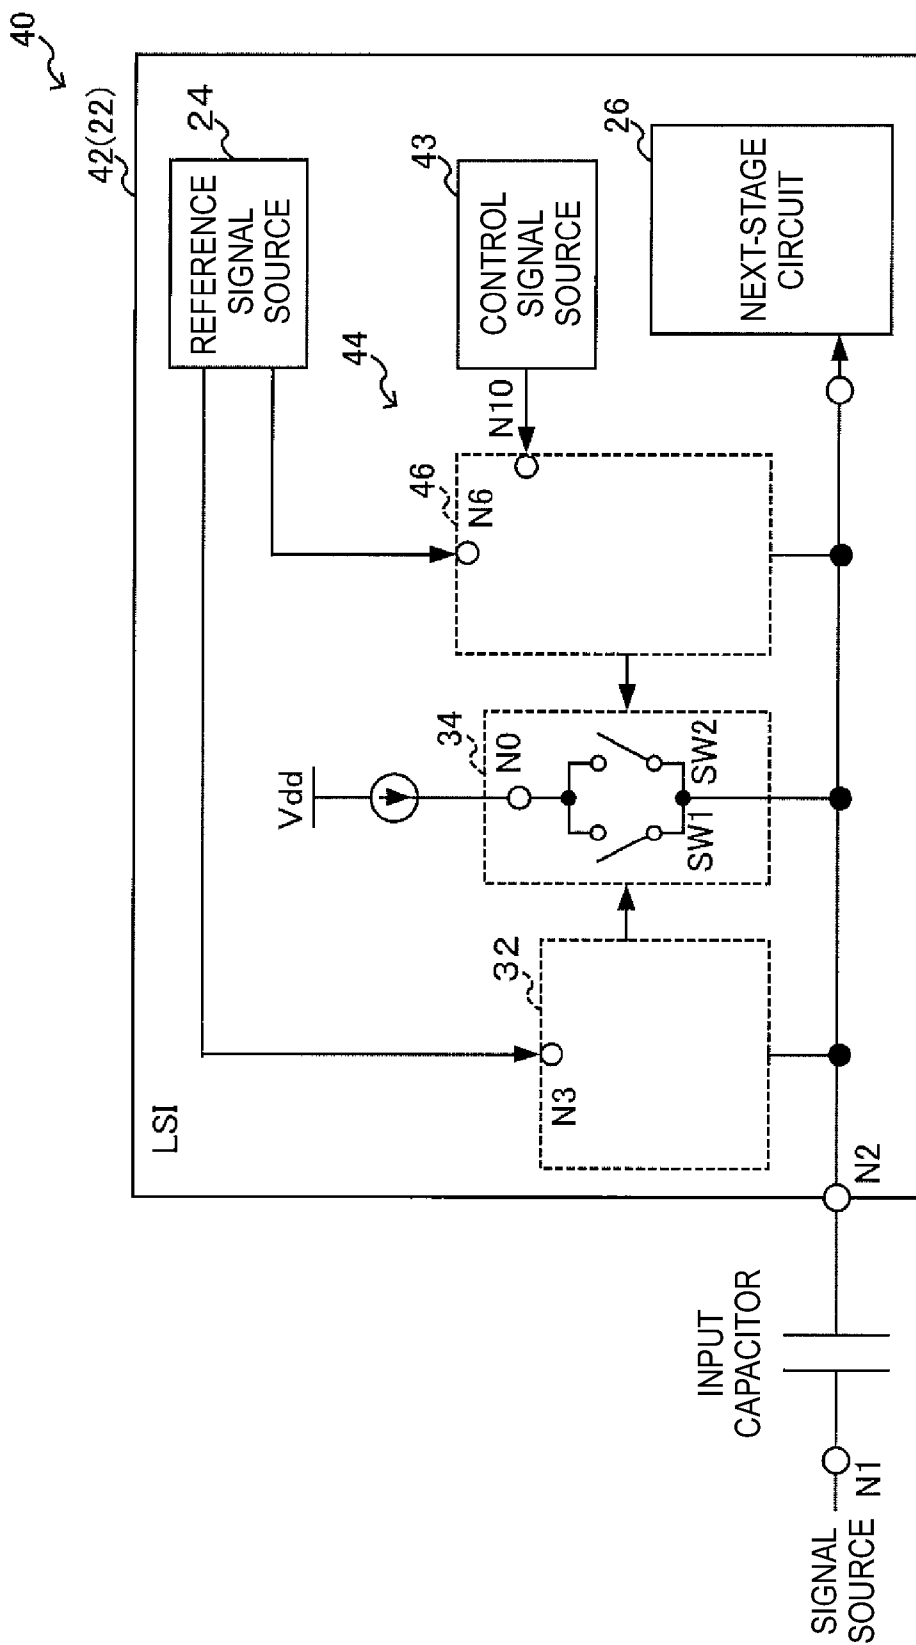 40
42(22)
LSI
REFERENCE
SIGNAL
SOURCE
24
44
CONTROL
SIGNAL
SOURCE
43
N10
Vdd
46
N6
34
N0
SW1
SW2
32
N3
NEXT-STAGE
CIRCUIT
26
INPUT
CAPACITOR
N2
SIGNAL
SOURCE
N1